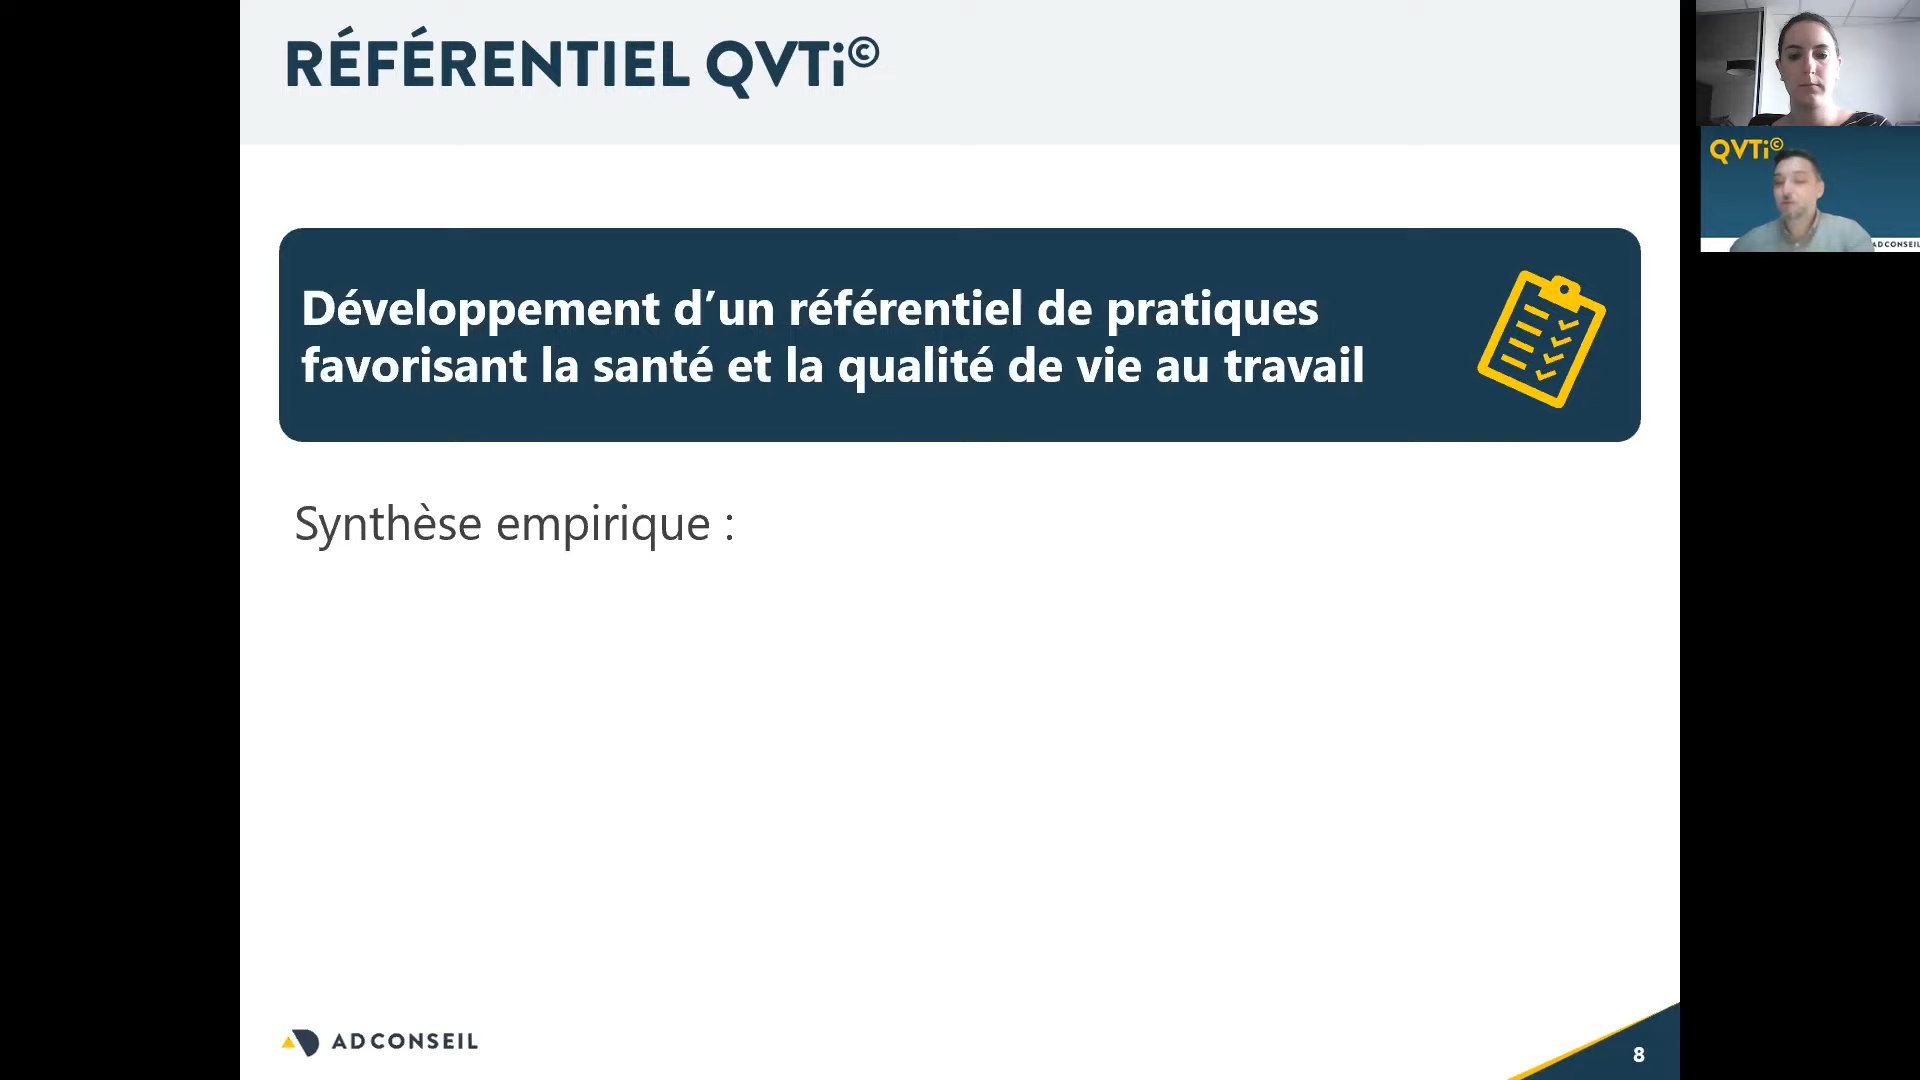 RÉFÉRENTIEL QVTi©
QVTi©
ADCONSEIL
Développement d’un référentiel de pratiques
favorisant la santé et la qualité de vie au travail
Synthèse empirique :
ADCONSEIL
8